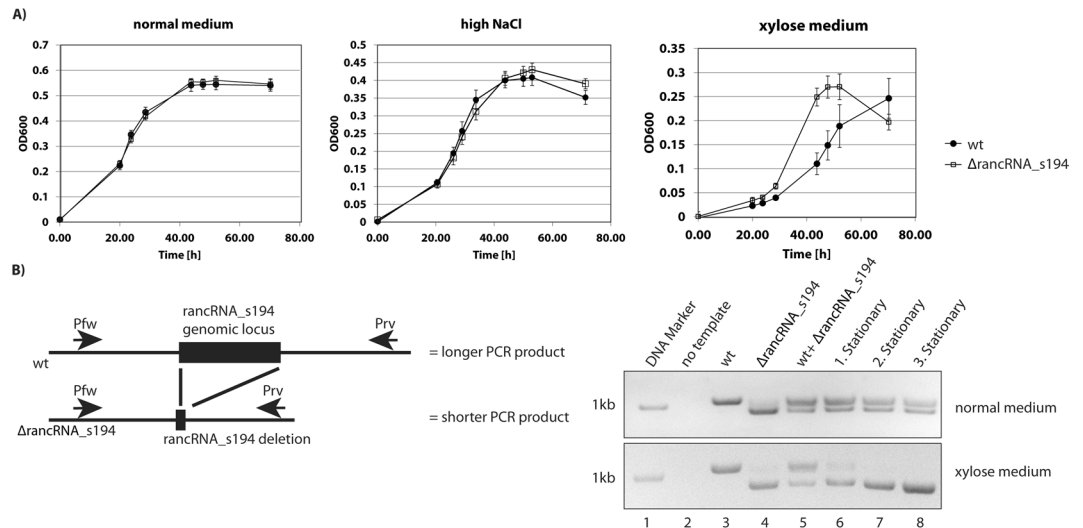 A)
normal medium
high NaCl
xylose medium
0.7
0.6
0.5
0.4
0.3
0.2
0.1
0
OD600
0.00 20.00 40.00 60.00 80.00
Time [h]
0.5
0.45
0.4
0.35
0.3
0.25
0.2
0.15
0.1
0.05
0
OD600
0.00 20.00 40.00 60.00 80.00
Time [h]
0.35
0.3
0.25
0.2
0.15
0.1
0.05
0
OD600
0.00 20.00 40.00 60.00 80.00
Time [h]
wt
ΔrancRNA_s194
B)
Pfw
rancRNA_s194
genomic locus
Prv
wt
= longer PCR product
Pfw
Prv
ΔrancRNA_s194
rancRNA_s194 deletion
= shorter PCR product
DNA Marker
no template
wt
ΔrancRNA_s194
wt+ ΔrancRNA_s194
1. Stationary
2. Stationary
3. Stationary
1kb
normal medium
1kb
xylose medium
1 2 3 4 5 6 7 8